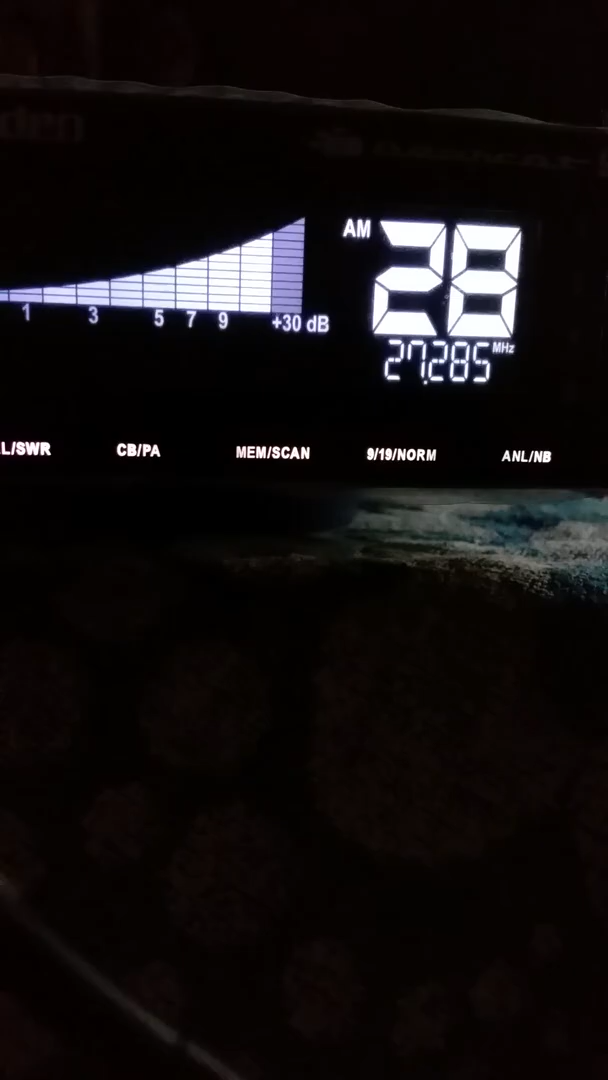 den
AM 28
1 3 5 7 9 +30 dB
27.285 MHz
L/SWR CB/PA MEM/SCAN 9/19/NORM ANL/NB